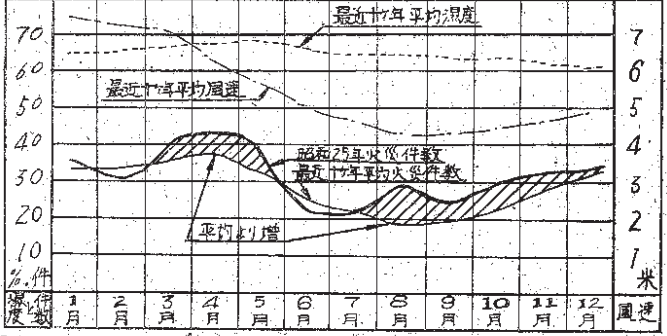 最近十ケ年平均湿度
70
7
60
6
最近十ケ年平均風速
50
5
40
4
昭和25年火災件数
最近十ケ年平均火災件数
30
3
20
2
平均より増
10
1
%.件
米
湿度と件数
1月 2月 3月 4月 5月 6月 7月 8月 9月 10月 11月 12月
風速